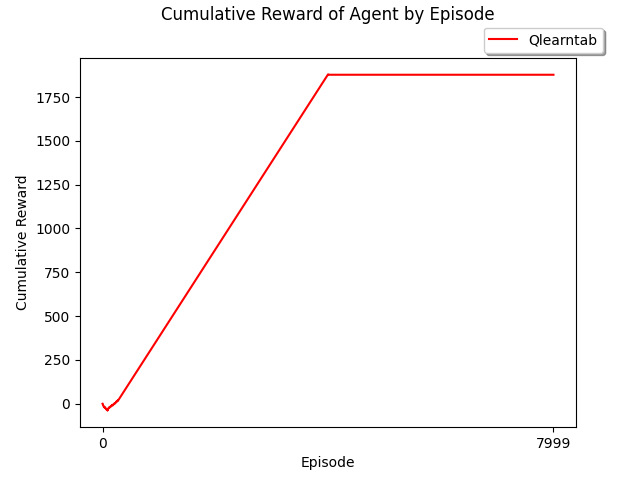 Cumulative Reward of Agent by Episode
Qlearntab
1750
1500
1250
1000
750
500
250
0
Cumulative Reward
0
7999
Episode